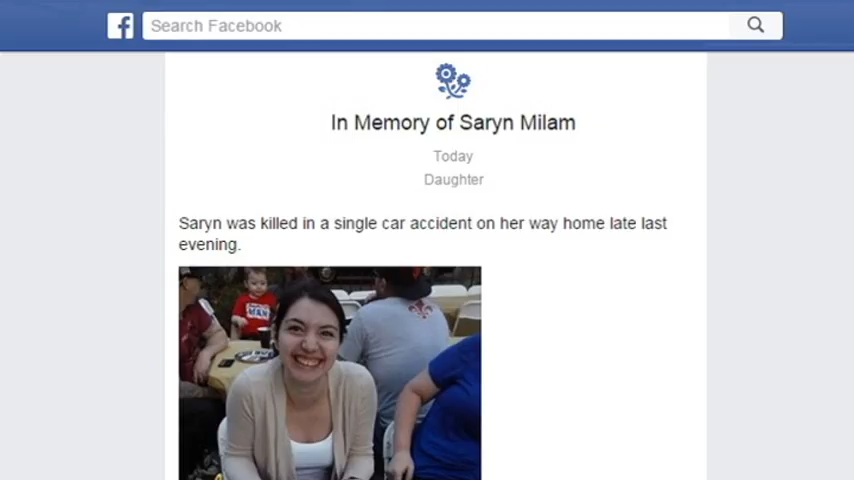 Search Facebook
In Memory of Saryn Milam
Today
Daughter
Saryn was killed in a single car accident on her way home late last
evening.
MAN